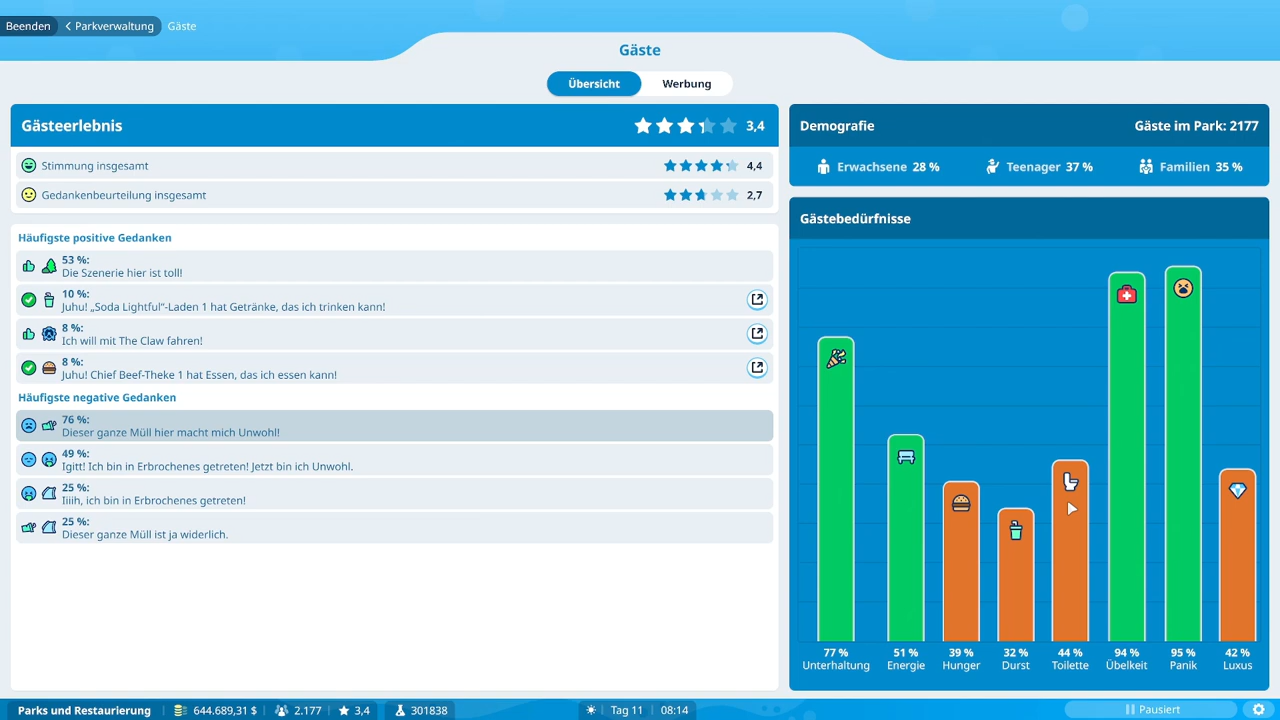 Beenden
Parkverwaltung
Gäste
Gäste
Übersicht
Werbung
Gästeerlebnis
3,4
Stimmung insgesamt
4,4
Gedankenbeurteilung insgesamt
2,7
Häufigste positive Gedanken
53 %:
Die Szenerie hier ist toll!
10 %:
Juhu! „Soda Lightful“-Laden 1 hat Getränke, das ich trinken kann!
8 %:
Ich will mit The Claw fahren!
8 %:
Juhu! Chief Beef-Theke 1 hat Essen, das ich essen kann!
Häufigste negative Gedanken
76 %:
Dieser ganze Müll hier macht mich Unwohl!
49 %:
Igitt! Ich bin in Erbrochenes getreten! Jetzt bin ich Unwohl.
25 %:
Iiiih, ich bin in Erbrochenes getreten!
25 %:
Dieser ganze Müll ist ja widerlich.
Demografie
Gäste im Park: 2177
Erwachsene 28 %
Teenager 37 %
Familien 35 %
Gästebedürfnisse
77 %
Unterhaltung
51 %
Energie
39 %
Hunger
32 %
Durst
44 %
Toilette
94 %
Übelkeit
95 %
Panik
42 %
Luxus
Parks und Restaurierung
644.689,31 $
2.177
3,4
301838
Tag 11
08:14
Pausiert